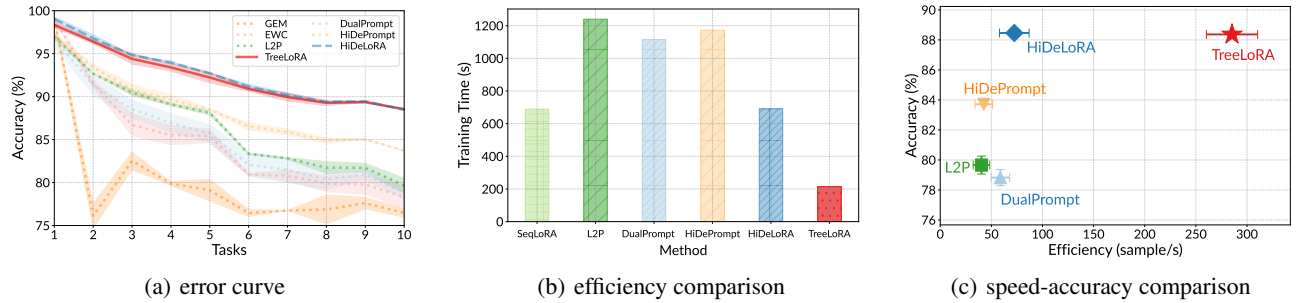 100
95
90
85
80
75
Accuracy (%)
1 2 3 4 5 6 7 8 9 10
Tasks
GEM
EWC
L2P
TreeLoRA
DualPrompt
HiDePrompt
HiDeLoRA
(a) error curve
1200
1000
800
600
400
200
0
Training Time (s)
SeqLoRA L2P DualPrompt HiDePrompt HiDeLoRA TreeLoRA
Method
(b) efficiency comparison
90
88
86
84
82
80
78
76
Accuracy (%)
HiDeLoRA
TreeLoRA
HiDePrompt
L2P
DualPrompt
0 50 100 150 200 250 300
Efficiency (sample/s)
(c) speed-accuracy comparison